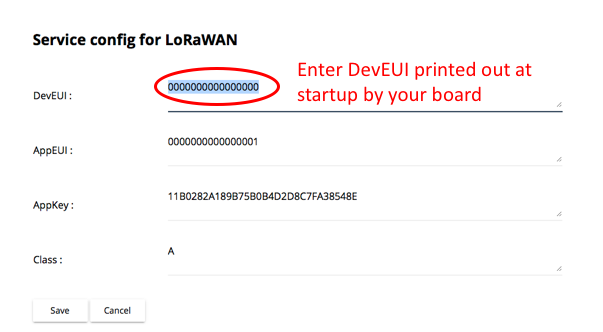 Service config for LoRaWAN
DevEUI :
0000000000000000
Enter DevEUI printed out at
startup by your board
AppEUI :
0000000000000001
AppKey :
11B0282A189B75B0B4D2D8C7FA38548E
Class :
A
Save
Cancel